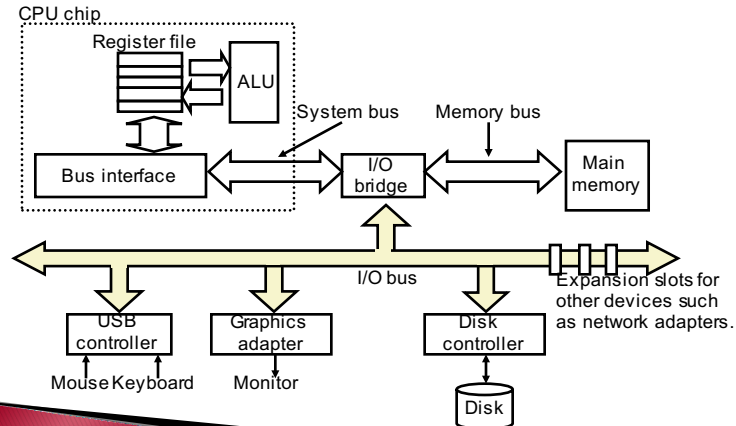 CPU chip
Register file
ALU
System bus
Memory bus
Bus interface
I/O
bridge
Main
memory
I/O bus
Expansion slots for
other devices such
as network adapters.
USB
controller
Graphics
adapter
Disk
controller
Mouse Keyboard
Monitor
Disk